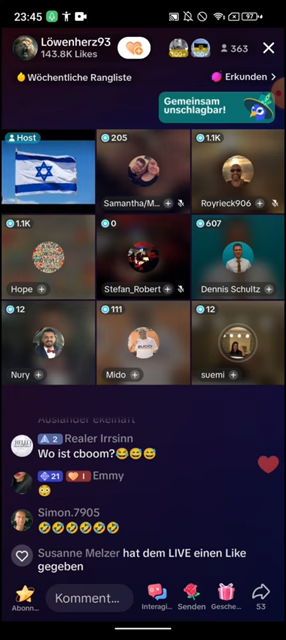 23:45
97
Löwenherz93
143.8K Likes
363
Wöchentliche Rangliste
Erkunden
Gemeinsam
unschlagbar!
Host
205
1.1K
Samantha/M...
Royrieck906
1.1K
0
607
Hope
Stefan_Robert
Dennis Schultz
12
111
12
Nury
Mido
suemi
Ausländer ekelhaft
2 Realer Irrsinn
Wo ist cboom?😂😅😅
21 I Emmy
😳
Simon.7905
🤣🤣🤣🤣🤣🤣
Susanne Melzer hat dem LIVE einen Like
gegeben
Kommentar...
Abonn...
Interagi...
Senden
Gesche...
53